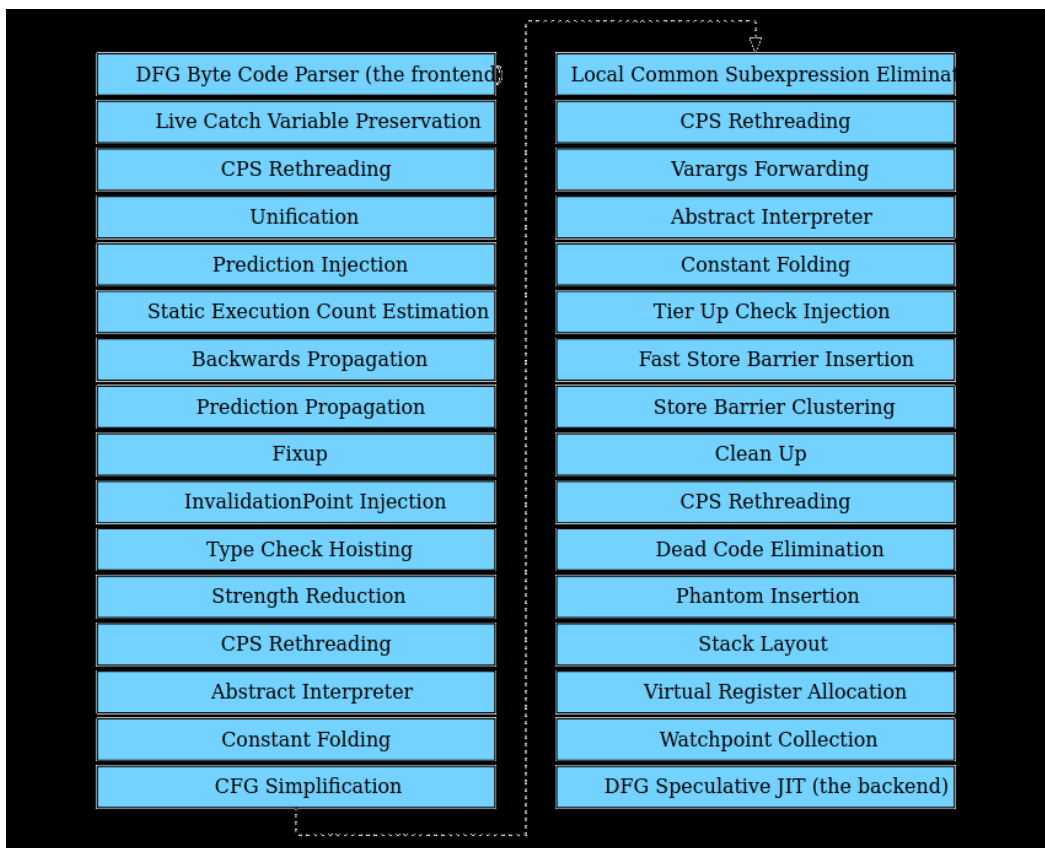 DFG Byte Code Parser (the frontend)
Live Catch Variable Preservation
CPS Rethreading
Unification
Prediction Injection
Static Execution Count Estimation
Backwards Propagation
Prediction Propagation
Fixup
InvalidationPoint Injection
Type Check Hoisting
Strength Reduction
CPS Rethreading
Abstract Interpreter
Constant Folding
CFG Simplification
Local Common Subexpression Eliminat
CPS Rethreading
Varargs Forwarding
Abstract Interpreter
Constant Folding
Tier Up Check Injection
Fast Store Barrier Insertion
Store Barrier Clustering
Clean Up
CPS Rethreading
Dead Code Elimination
Phantom Insertion
Stack Layout
Virtual Register Allocation
Watchpoint Collection
DFG Speculative JIT (the backend)